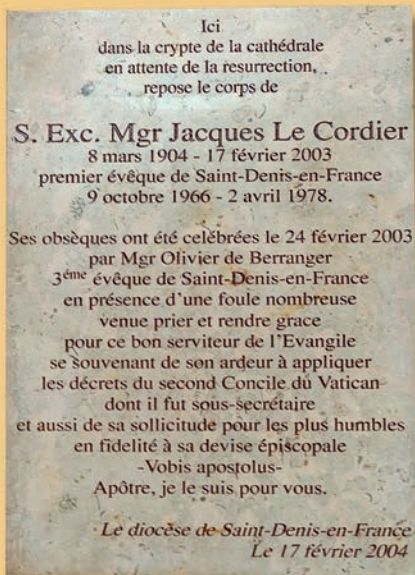 Ici
dans la crypte de la cathédrale
en attente de la resurrection,
repose le corps de
S. Exc. Mgr Jacques Le Cordier
8 mars 1904 - 17 février 2003
premier évêque de Saint-Denis-en-France
9 octobre 1966 - 2 avril 1978.
Ses obsèques ont été celébrées le 24 février 2003
par Mgr Olivier de Berranger
3éme évêque de Saint-Denis-en-France
en présence d'une foule nombreuse
venue prier et rendre grace
pour ce bon serviteur de l'Evangile
se souvenant de son ardeur à appliquer
les décrets du second Concile du Vatican
dont il fut sous-secrétaire
et aussi de sa sollicitude pour les plus humbles
en fidelité à sa devise épiscopale
-Vobis apostolus-
Apôtre, je le suis pour vous.
Le diocèse de Saint-Denis-en-France
Le 17 février 2004